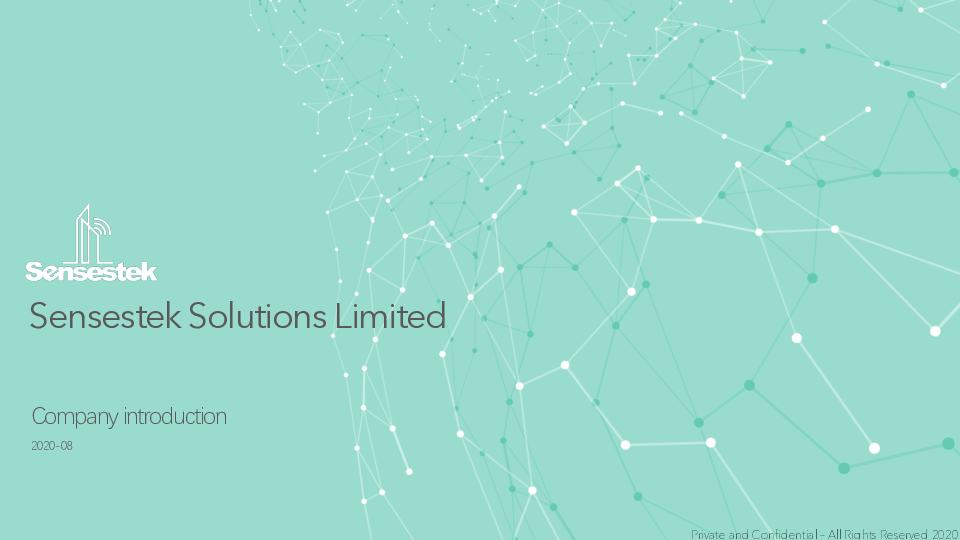 Sensestek
Sensestek Solutions Limited
Company introduction
2020-08
Private and Confidential – All Rights Reserved 2020